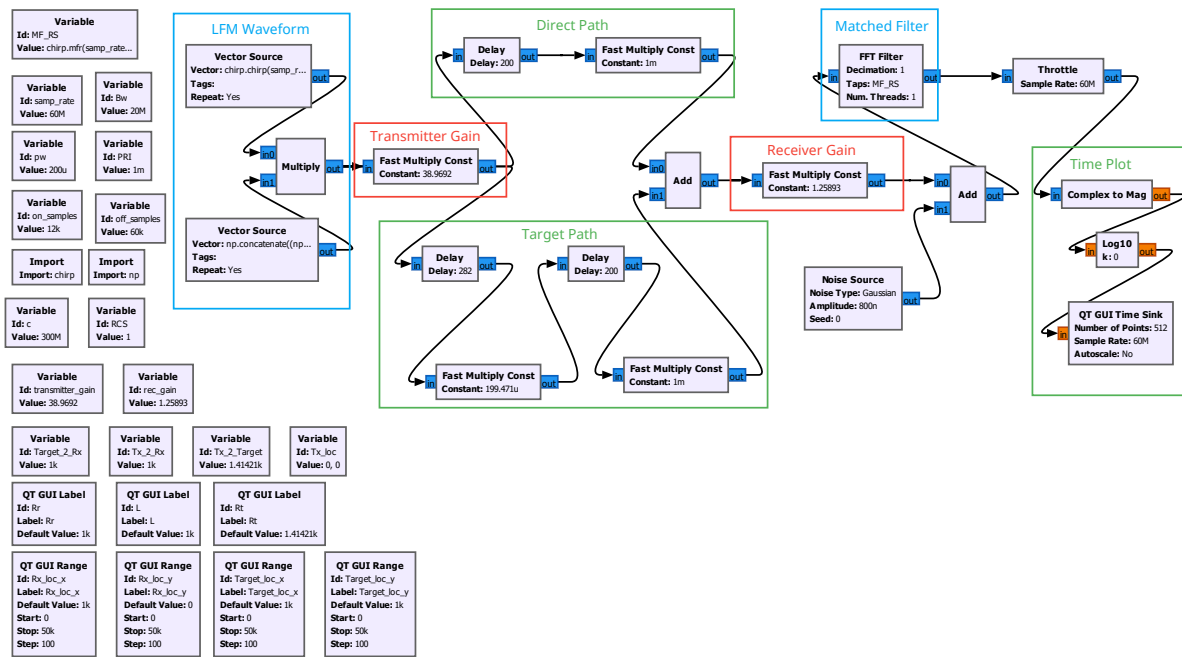 Variable
Id: MF_RS
Value: chirp.mfr(samp_rate...
Variable
Id: samp_rate
Value: 60M
Variable
Id: Bw
Value: 20M
Variable
Id: pw
Value: 200u
Variable
Id: PRI
Value: 1m
Variable
Id: on_samples
Value: 12k
Variable
Id: off_samples
Value: 60k
Import
Import: chirp
Import
Import: np
Variable
Id: c
Value: 300M
Variable
Id: RCS
Value: 1
Variable
Id: transmitter_gain
Value: 38.9692
Variable
Id: rec_gain
Value: 1.25893
Variable
Id: Target_2_Rx
Value: 1k
Variable
Id: Tx_2_Rx
Value: 1k
Variable
Id: Tx_2_Target
Value: 1.41421k
Variable
Id: Tx_loc
Value: 0, 0
QT GUI Label
Id: Rr
Label: Rr
Default Value: 1k
QT GUI Label
Id: L
Label: L
Default Value: 1k
QT GUI Label
Id: Rt
Label: Rt
Default Value: 1.41421k
QT GUI Range
Id: Rx_loc_x
Label: Rx_loc_x
Default Value: 1k
Start: 0
Stop: 50k
Step: 100
QT GUI Range
Id: Rx_loc_y
Label: Rx_loc_y
Default Value: 0
Start: 0
Stop: 50k
Step: 100
QT GUI Range
Id: Target_loc_x
Label: Target_loc_x
Default Value: 1k
Start: 0
Stop: 50k
Step: 100
QT GUI Range
Id: Target_loc_y
Label: Target_loc_y
Default Value: 1k
Start: 0
Stop: 50k
Step: 100
LFM Waveform
Vector Source
Vector: chirp.chirp(samp_r...
Tags:
Repeat: Yes
out
in0
in1
Multiply
out
Vector Source
Vector: np.concatenate((np...
Tags:
Repeat: Yes
out
Transmitter Gain
in
Fast Multiply Const
Constant: 38.9692
out
Direct Path
in
Delay
Delay: 200
out
in
Fast Multiply Const
Constant: 1m
out
Target Path
in
Delay
Delay: 282
out
in
Delay
Delay: 200
out
in
Fast Multiply Const
Constant: 199.471u
out
in
Fast Multiply Const
Constant: 1m
out
in0
in1
Add
out
Receiver Gain
in
Fast Multiply Const
Constant: 1.25893
out
Noise Source
Noise Type: Gaussian
Amplitude: 800n
Seed: 0
out
in0
in1
Add
out
Matched Filter
in
FFT Filter
Decimation: 1
Taps: MF_RS
Num. Threads: 1
out
in
Throttle
Sample Rate: 60M
out
Time Plot
in
Complex to Mag
out
in
Log10
k: 0
out
in
QT GUI Time Sink
Number of Points: 512
Sample Rate: 60M
Autoscale: No